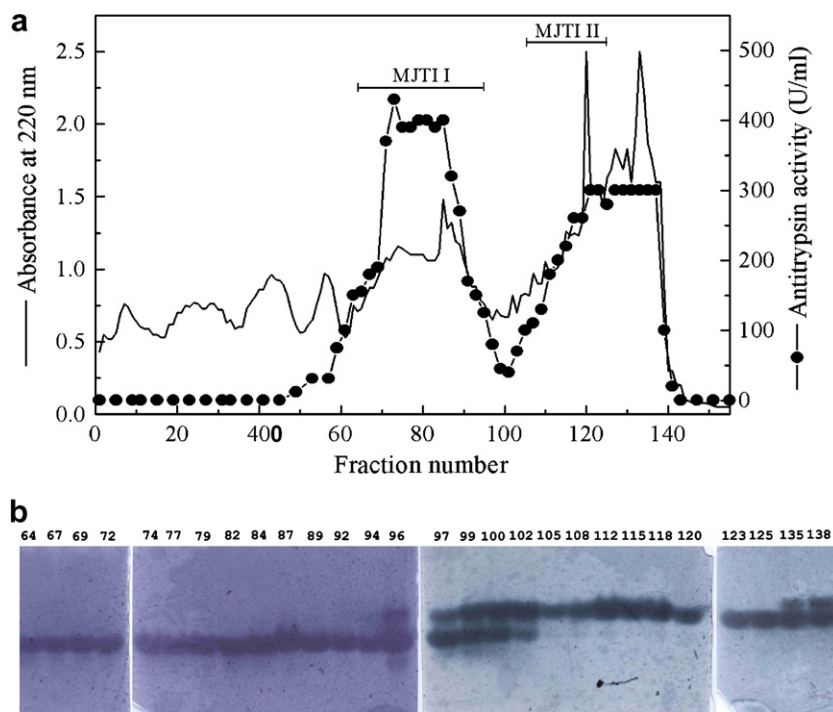 a
MJTI I
MJTI II
Absorbance at 220 nm
2.5
2.0
1.5
1.0
0.5
0.0
500
400
300
200
100
0
Antitrypsin activity (U/ml)
0 20 400 60 80 100 120 140
Fraction number
b
64 67 69 72 74 77 79 82 84 87 89 92 94 96 97 99 100 102 105 108 112 115 118 120 123 125 135 138